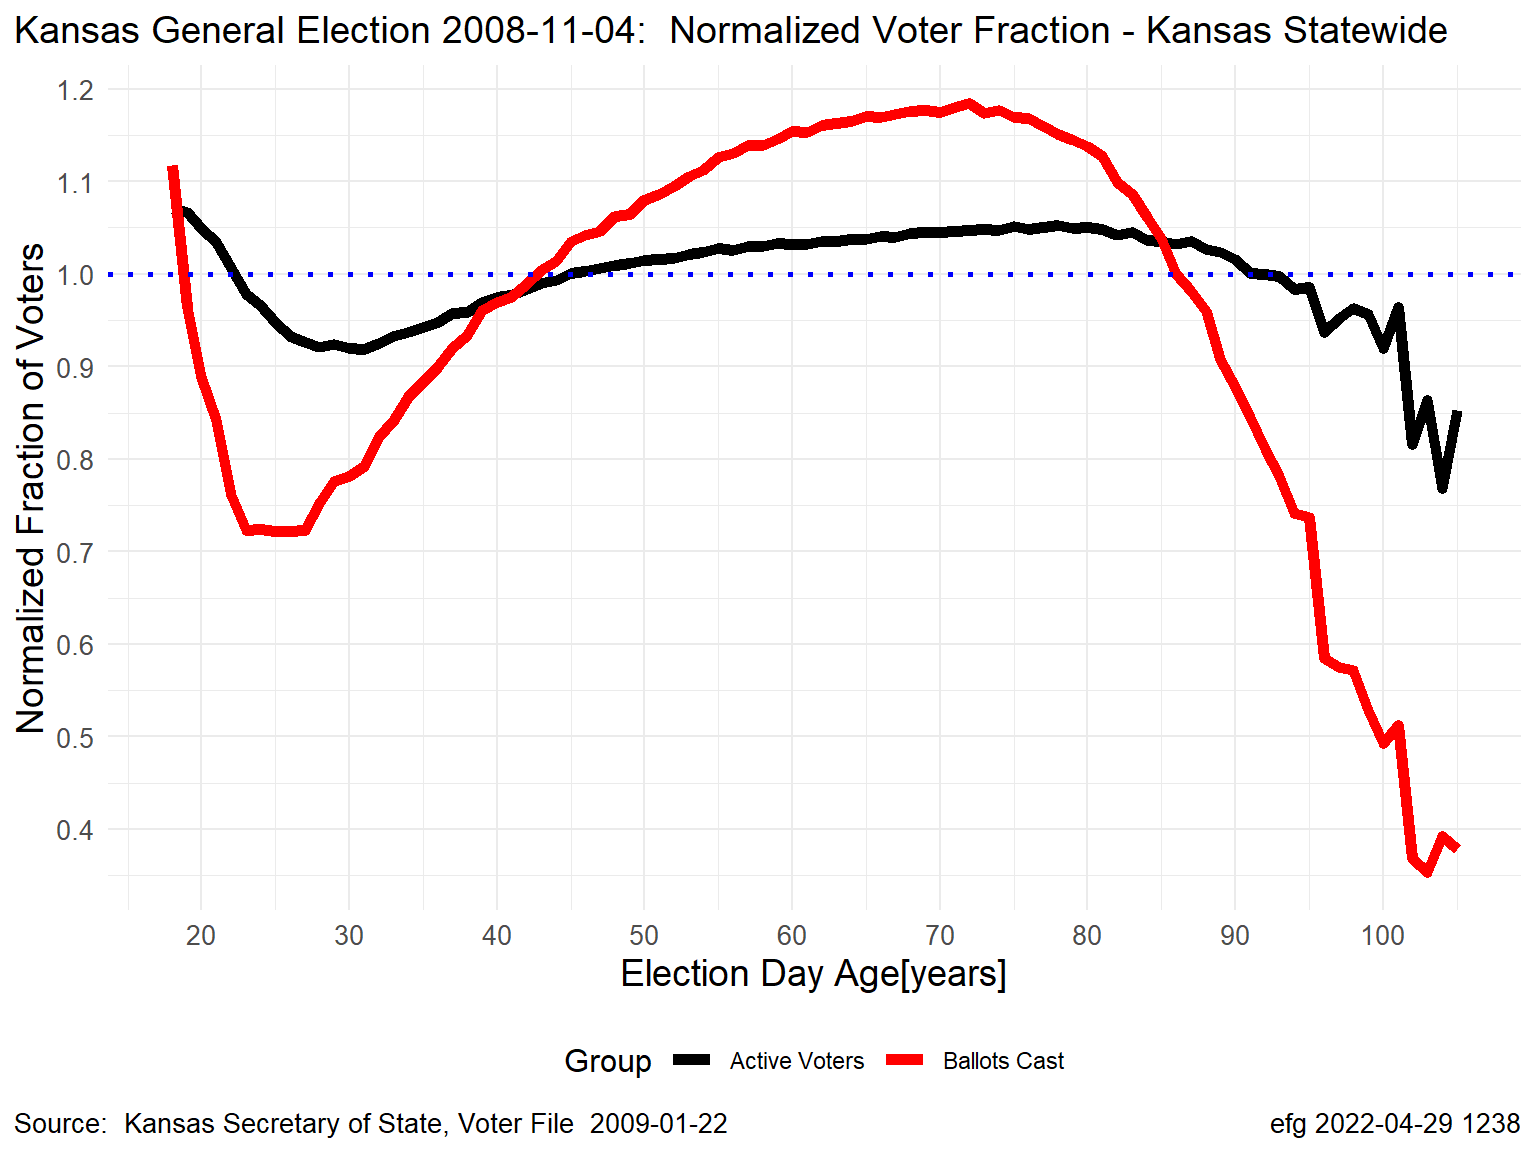 Kansas General Election 2008-11-04:  Normalized Voter Fraction - Kansas Statewide
Normalized Fraction of Voters
1.2
1.1
1.0
0.9
0.8
0.7
0.6
0.5
0.4
20 30 40 50 60 70 80 90 100
Election Day Age[years]
Group Active Voters Ballots Cast
Source:  Kansas Secretary of State, Voter File  2009-01-22 efg 2022-04-29 1238